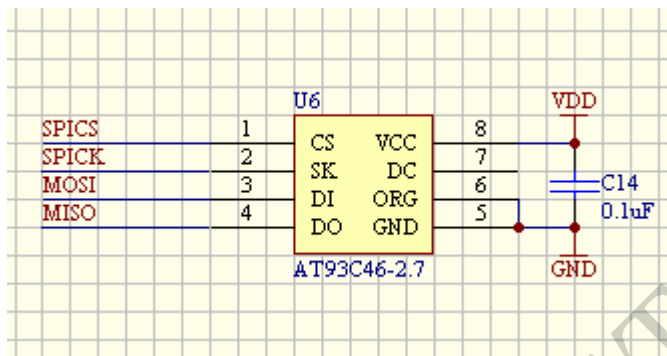 U6
VDD
SPICS 1 CS VCC 8
SPICK 2 SK DC 7
MOSI 3 DI ORG 6 C14
MISO 4 DO GND 5 0.1uF
AT93C46-2.7
GND